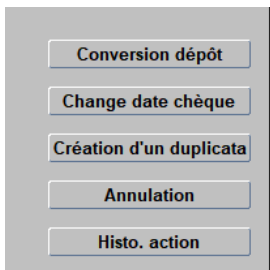 Conversion dépôt
Change date chèque
Création d'un duplicata
Annulation
Histo. action